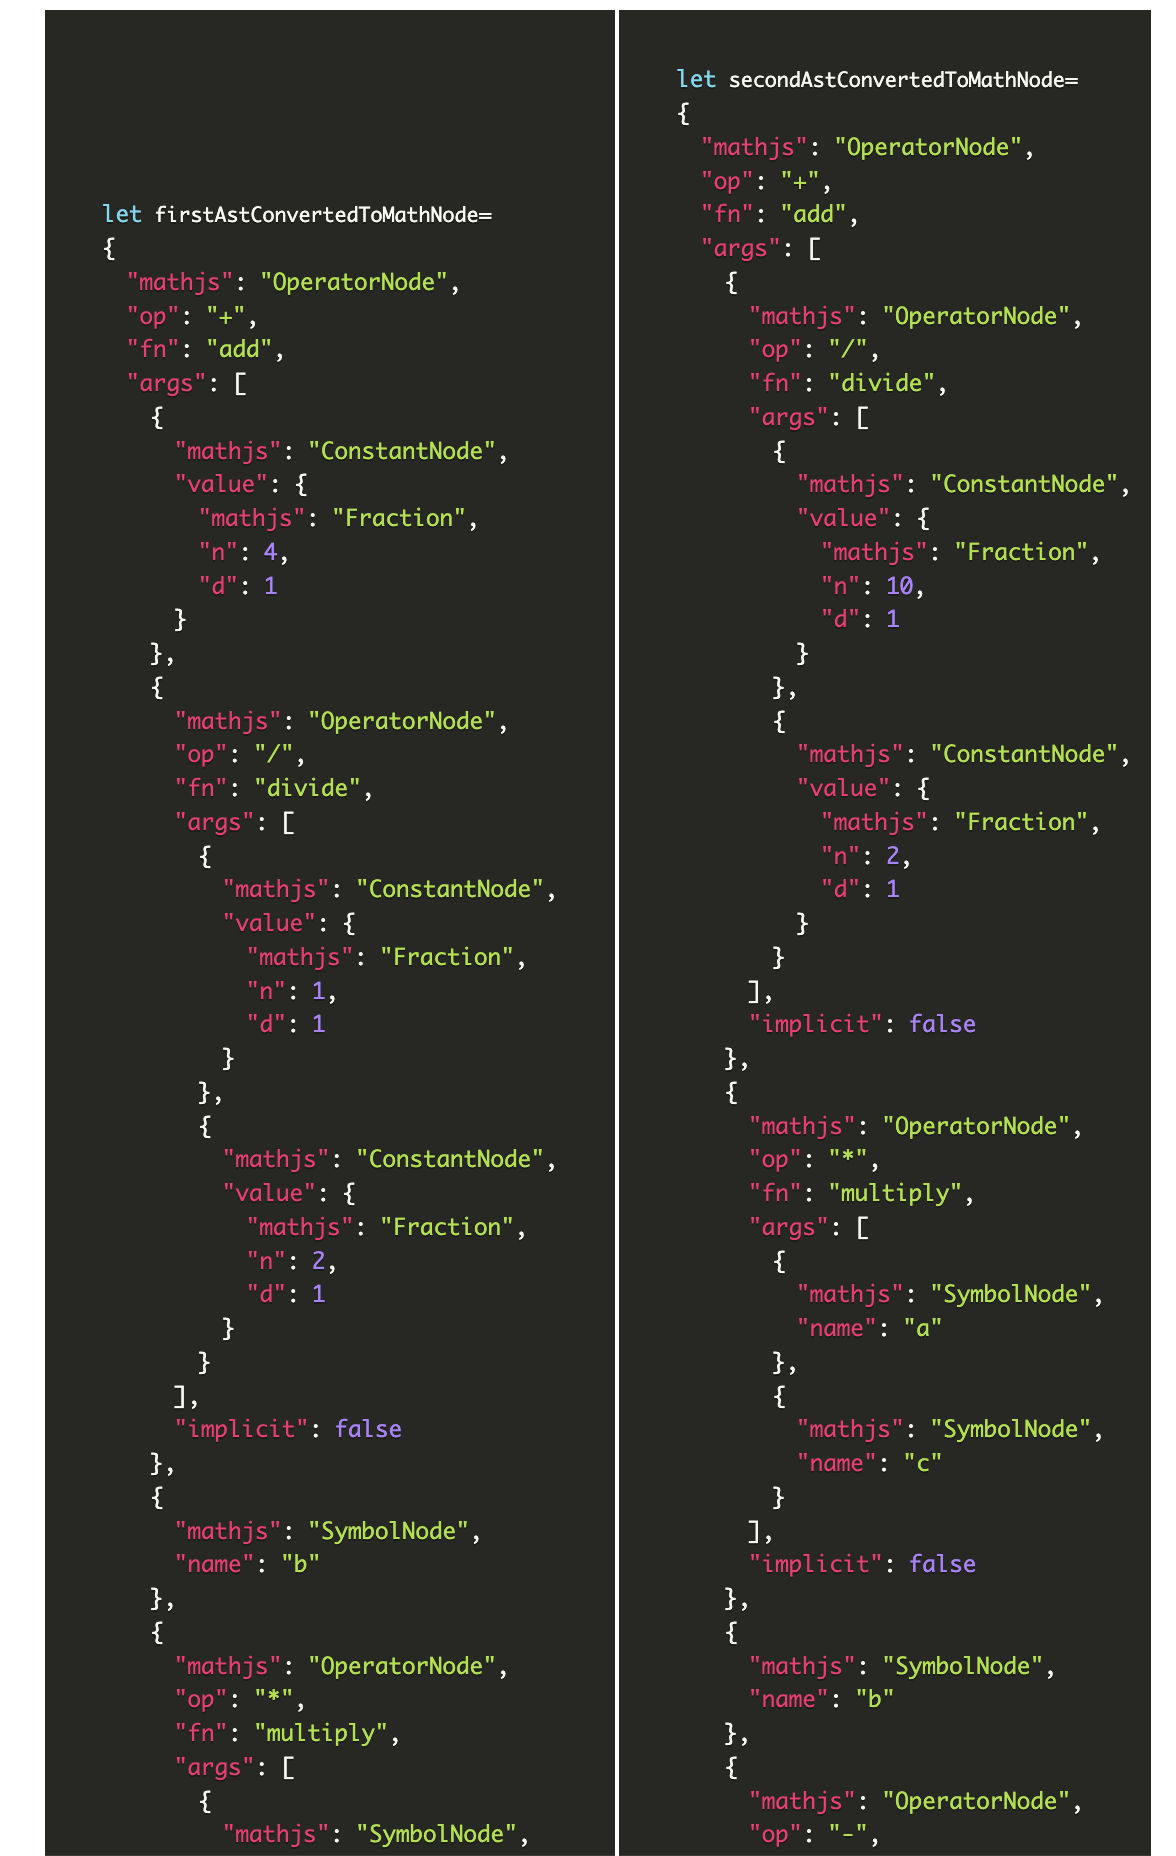 let firstAstConvertedToMathNode=
{
"mathjs": "OperatorNode",
"op": "+",
"fn": "add",
"args": [
{
"mathjs": "ConstantNode",
"value": {
"mathjs": "Fraction",
"n": 4,
"d": 1
}
},
{
"mathjs": "OperatorNode",
"op": "/",
"fn": "divide",
"args": [
{
"mathjs": "ConstantNode",
"value": {
"mathjs": "Fraction",
"n": 1,
"d": 1
}
},
{
"mathjs": "ConstantNode",
"value": {
"mathjs": "Fraction",
"n": 2,
"d": 1
}
}
],
"implicit": false
},
{
"mathjs": "SymbolNode",
"name": "b"
},
{
"mathjs": "OperatorNode",
"op": "*",
"fn": "multiply",
"args": [
{
"mathjs": "SymbolNode",
let secondAstConvertedToMathNode=
{
"mathjs": "OperatorNode",
"op": "+",
"fn": "add",
"args": [
{
"mathjs": "OperatorNode",
"op": "/",
"fn": "divide",
"args": [
{
"mathjs": "ConstantNode",
"value": {
"mathjs": "Fraction",
"n": 10,
"d": 1
}
},
{
"mathjs": "ConstantNode",
"value": {
"mathjs": "Fraction",
"n": 2,
"d": 1
}
}
],
"implicit": false
},
{
"mathjs": "OperatorNode",
"op": "*",
"fn": "multiply",
"args": [
{
"mathjs": "SymbolNode",
"name": "a"
},
{
"mathjs": "SymbolNode",
"name": "c"
}
],
"implicit": false
},
{
"mathjs": "SymbolNode",
"name": "b"
},
{
"mathjs": "OperatorNode",
"op": "-",